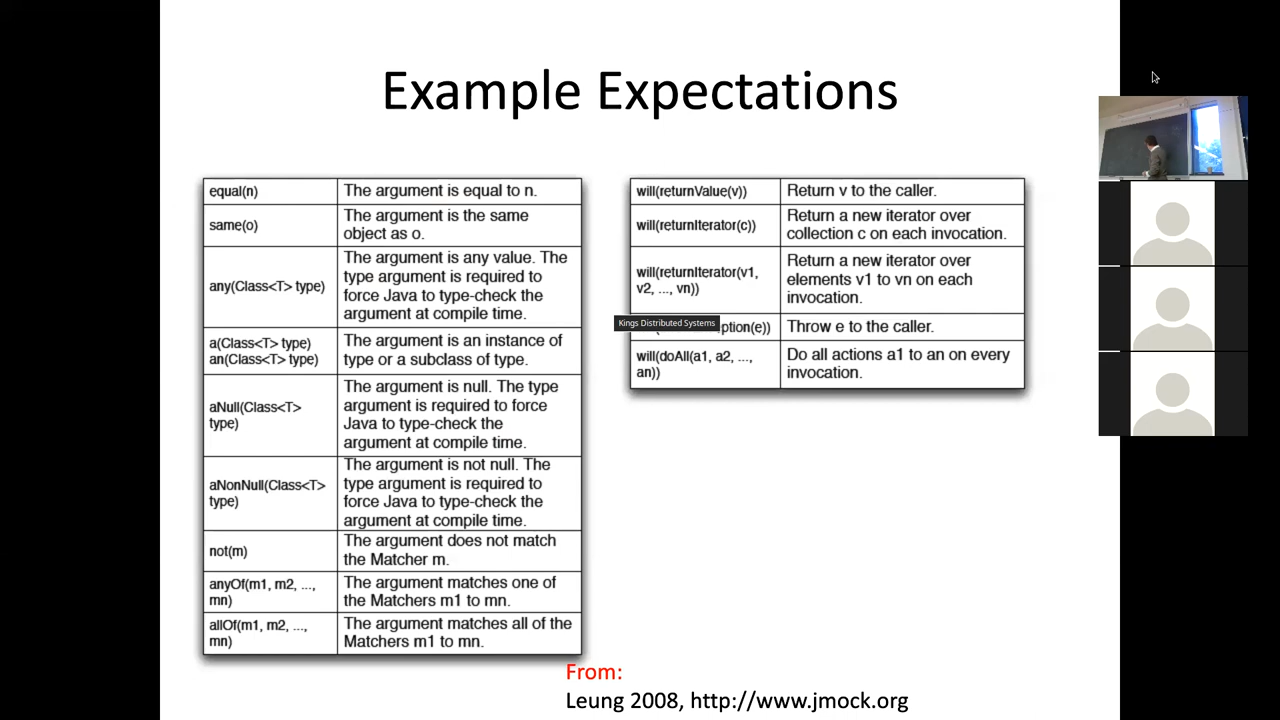 Example Expectations
equal(n)
The argument is equal to n.
same(o)
The argument is the same
object as o.
any(Class<T> type)
The argument is any value. The
type argument is required to
force Java to type-check the
argument at compile time.
a(Class<T> type)
an(Class<T> type)
The argument is an instance of
type or a subclass of type.
aNull(Class<T>
type)
The argument is null. The type
argument is required to force
Java to type-check the
argument at compile time.
aNonNull(Class<T>
type)
The argument is not null. The
type argument is required to
force Java to type-check the
argument at compile time.
not(m)
The argument does not match
the Matcher m.
anyOf(m1, m2, ...,
mn)
The argument matches one of
the Matchers m1 to mn.
allOf(m1, m2, ...,
mn)
The argument matches all of the
Matchers m1 to mn.
will(returnValue(v))
Return v to the caller.
will(returnIterator(c))
Return a new iterator over
collection c on each invocation.
will(returnIterator(v1,
v2, ..., vn))
Return a new iterator over
elements v1 to vn on each
invocation.
Kings Distributed Systems
ption(e))
Throw e to the caller.
will(doAll(a1, a2, ...,
an))
Do all actions a1 to an on every
invocation.
From:
Leung 2008, http://www.jmock.org